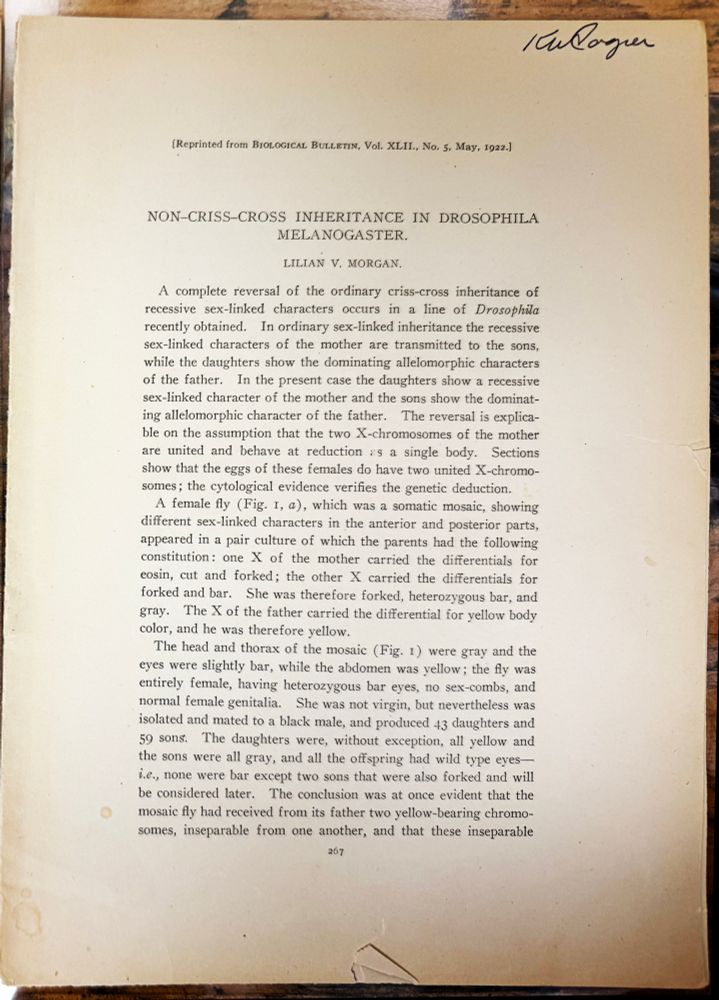 [Reprinted from BIOLOGICAL BULLETIN, Vol. XLII., No. 5, May, 1922.]
NON-CRISS-CROSS INHERITANCE IN DROSOPHILA
MELANOGASTER.
LILIAN V. MORGAN.
A complete reversal of the ordinary criss-cross inheritance of
recessive sex-linked characters occurs in a line of Drosophila
recently obtained. In ordinary sex-linked inheritance the recessive
sex-linked characters of the mother are transmitted to the sons,
while the daughters show the dominating allelomorphic characters
of the father. In the present case the daughters show a recessive
sex-linked character of the mother and the sons show the dominat-
ing allelomorphic character of the father. The reversal is explica-
ble on the assumption that the two X-chromosomes of the mother
are united and behave at reduction as a single body. Sections
show that the eggs of these females do have two united X-chromo-
somes; the cytological evidence verifies the genetic deduction.
A female fly (Fig. 1, a), which was a somatic mosaic, showing
different sex-linked characters in the anterior and posterior parts,
appeared in a pair culture of which the parents had the following
constitution: one X of the mother carried the differentials for
eosin, cut and forked; the other X carried the differentials for
forked and bar. She was therefore forked, heterozygous bar, and
gray. The X of the father carried the differential for yellow body
color, and he was therefore yellow.
The head and thorax of the mosaic (Fig. 1) were gray and the
eyes were slightly bar, while the abdomen was yellow; the fly was
entirely female, having heterozygous bar eyes, no sex-combs, and
normal female genitalia. She was not virgin, but nevertheless was
isolated and mated to a black male, and produced 43 daughters and
59 sons. The daughters were, without exception, all yellow and
the sons were all gray, and all the offspring had wild type eyes—
i.e., none were bar except two sons that were also forked and will
be considered later. The conclusion was at once evident that the
mosaic fly had received from its father two yellow-bearing chromo-
somes, inseparable from one another, and that these inseparable
267